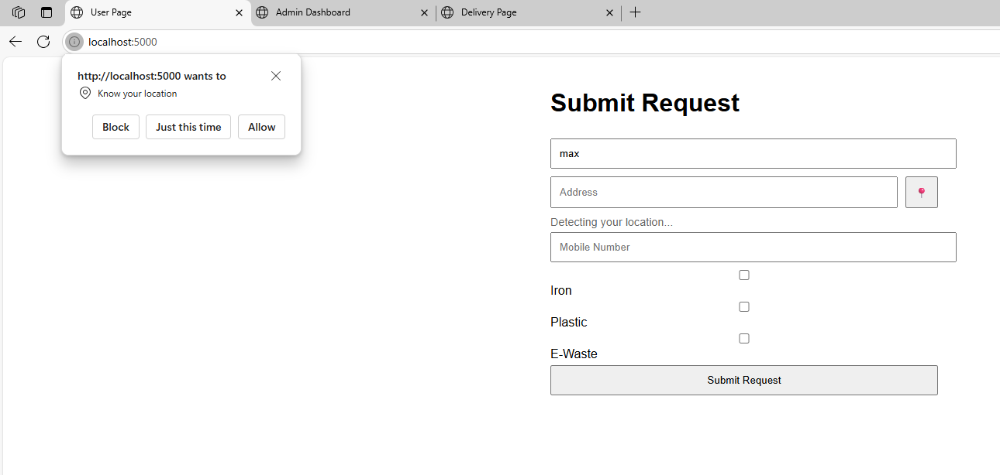 User Page
Admin Dashboard
Delivery Page
localhost:5000
http://localhost:5000 wants to
Know your location
Block Just this time Allow
Submit Request
max
Address
Detecting your location...
Mobile Number
Iron
Plastic
E-Waste
Submit Request